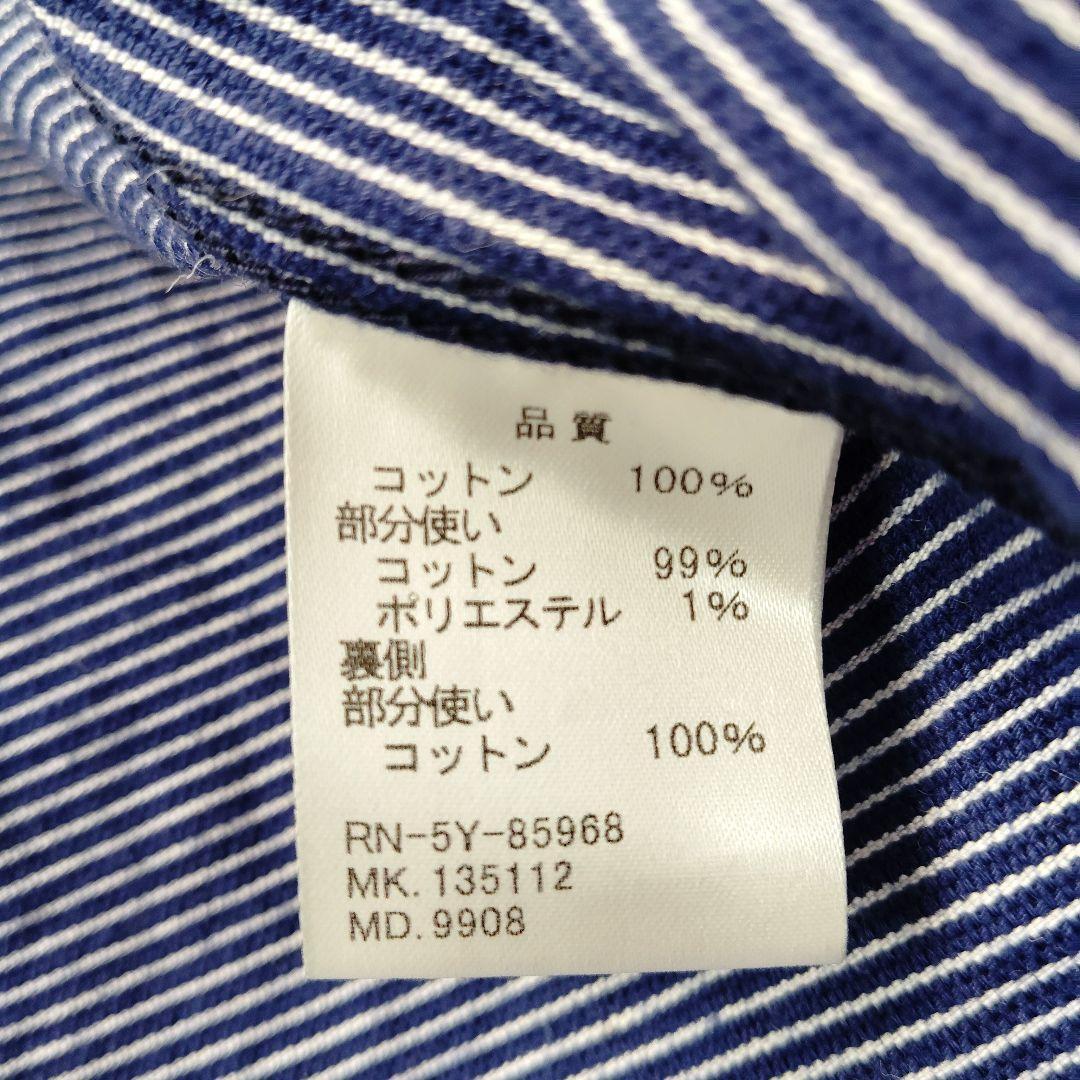 品質
コットン 100%
部分使い
コットン 99%
ポリエステル 1%
裏側
部分使い
コットン 100%
RN-5Y-85968
MK.135112
MD.9908